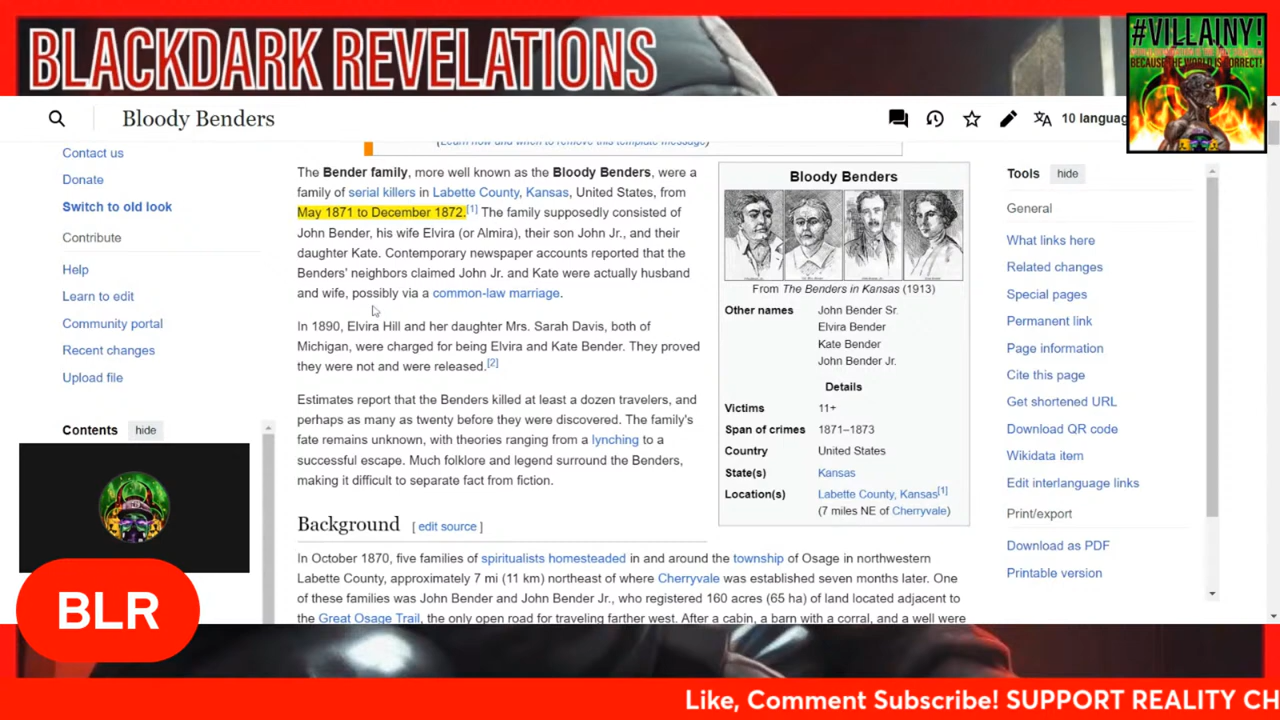 BLACKDARK REVELATIONS
#VILLAINY!
BECAUSE THE WORLD IS CORRECT!
Bloody Benders
10 languag
(Learn how and when to remove this template message)
Contact us
Donate
Switch to old look
Contribute
Help
Learn to edit
Community portal
Recent changes
Upload file
Contents hide
The Bender family, more well known as the Bloody Benders, were a
family of serial killers in Labette County, Kansas, United States, from
May 1871 to December 1872.[1] The family supposedly consisted of
John Bender, his wife Elvira (or Almira), their son John Jr., and their
daughter Kate. Contemporary newspaper accounts reported that the
Benders' neighbors claimed John Jr. and Kate were actually husband
and wife, possibly via a common-law marriage.
In 1890, Elvira Hill and her daughter Mrs. Sarah Davis, both of
Michigan, were charged for being Elvira and Kate Bender. They proved
they were not and were released.[2]
Estimates report that the Benders killed at least a dozen travelers, and
perhaps as many as twenty before they were discovered. The family's
fate remains unknown, with theories ranging from a lynching to a
successful escape. Much folklore and legend surround the Benders,
making it difficult to separate fact from fiction.
Background [ edit source ]
In October 1870, five families of spiritualists homesteaded in and around the township of Osage in northwestern
Labette County, approximately 7 mi (11 km) northeast of where Cherryvale was established seven months later. One
of these families was John Bender and John Bender Jr., who registered 160 acres (65 ha) of land located adjacent to
the Great Osage Trail, the only open road for traveling farther west. After a cabin, a barn with a corral, and a well were
Bloody Benders
From The Benders in Kansas (1913)
Other names John Bender Sr.
Elvira Bender
Kate Bender
John Bender Jr.
Details
Victims 11+
Span of crimes 1871–1873
Country United States
State(s) Kansas
Location(s) Labette County, Kansas[1]
(7 miles NE of Cherryvale)
Tools hide
General
What links here
Related changes
Special pages
Permanent link
Page information
Cite this page
Get shortened URL
Download QR code
Wikidata item
Edit interlanguage links
Print/export
Download as PDF
Printable version
BLR
Like, Comment Subscribe! SUPPORT REALITY CH